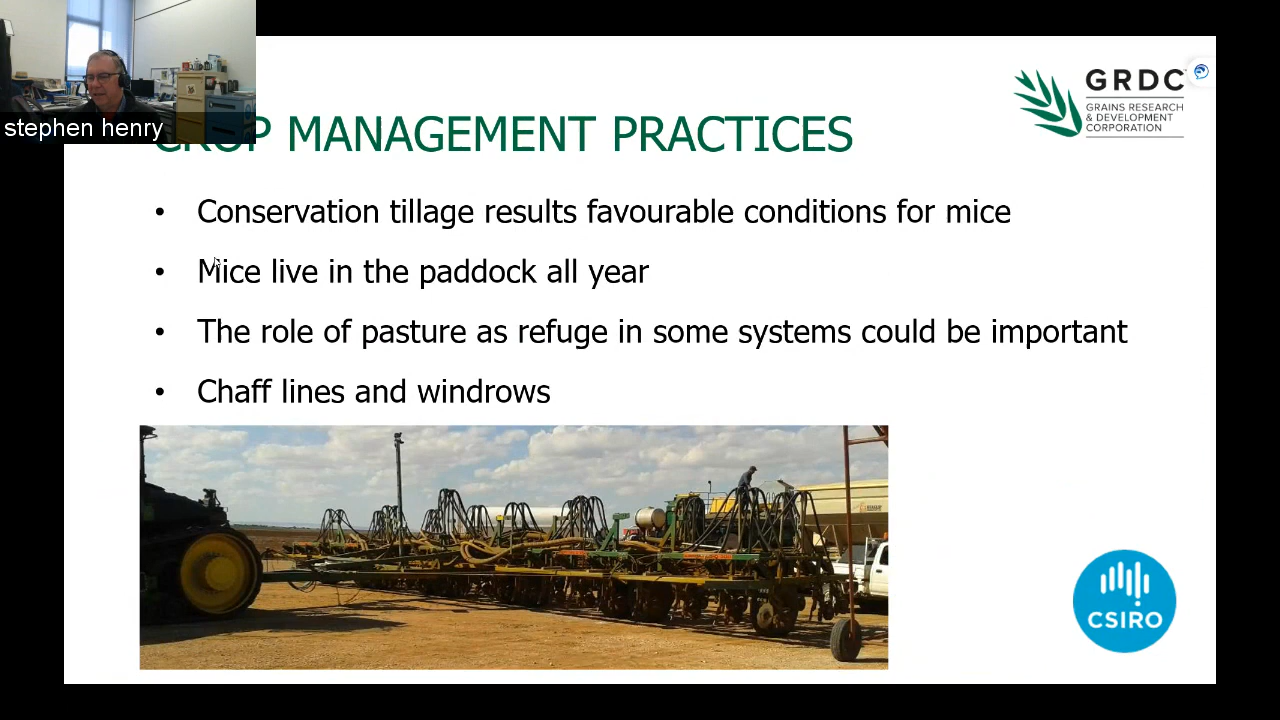 stephen henry
CROP MANAGEMENT PRACTICES
GRDC
GRAINS RESEARCH
& DEVELOPMENT
CORPORATION
• Conservation tillage results favourable conditions for mice
• Mice live in the paddock all year
• The role of pasture as refuge in some systems could be important
• Chaff lines and windrows
CSIRO